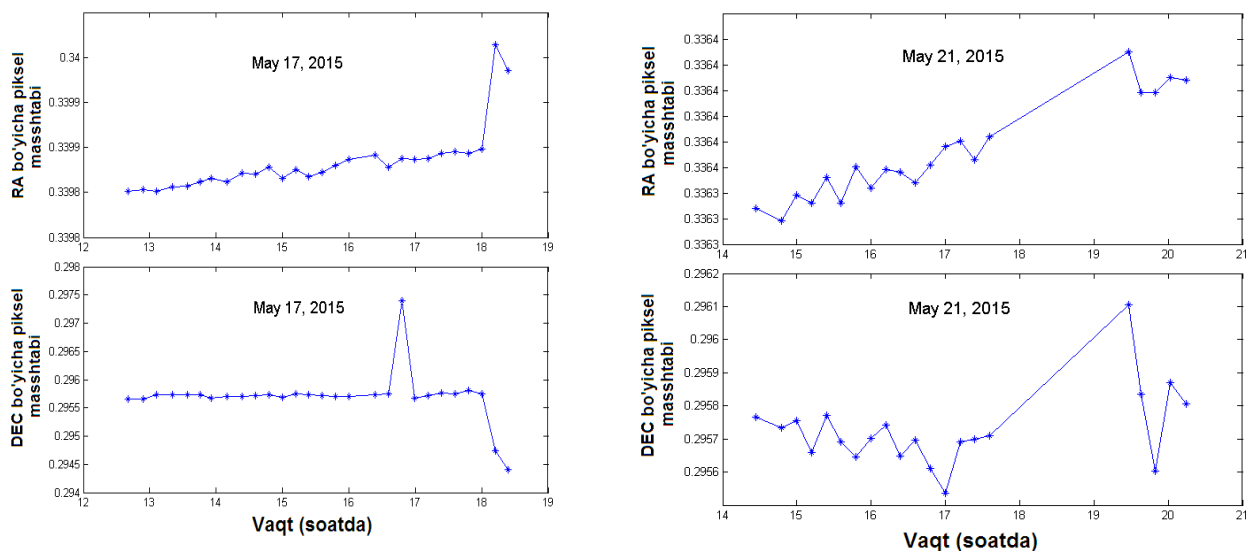 RA bo'yicha piksel
masshtabi
0.34
0.3399
0.3399
0.3398
0.3398
May 17, 2015
12 13 14 15 16 17 18 19
DEC bo'yicha piksel
masshtabi
0.298
0.2975
0.297
0.2965
0.296
0.2955
0.295
0.2945
0.294
May 17, 2015
12 13 14 15 16 17 18 19
Vaqt (soatda)
RA bo'yicha piksel
masshtabi
0.3364
0.3364
0.3364
0.3364
0.3364
0.3364
0.3363
0.3363
May 21, 2015
14 15 16 17 18 19 20 21
DEC bo'yicha piksel
masshtabi
0.2962
0.2961
0.296
0.2959
0.2958
0.2957
0.2956
May 21, 2015
14 15 16 17 18 19 20 21
Vaqt (soatda)